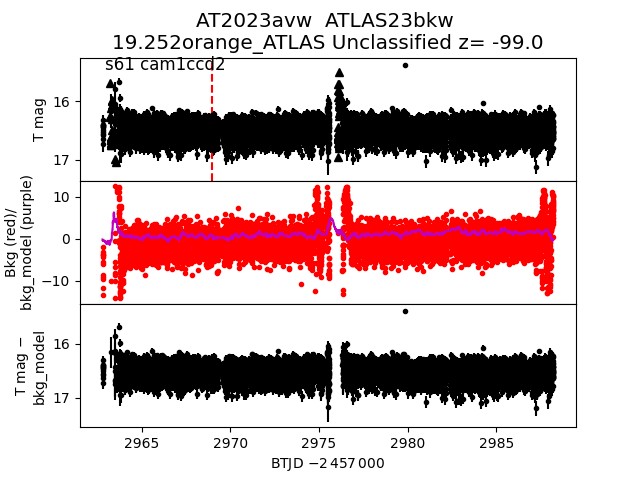 AT2023avw  ATLAS23bkw
19.252orange_ATLAS Unclassified z= -99.0
s61 cam1ccd2
T mag
16
17
Bkg (red)/
bkg_model (purple)
10
0
−10
T mag −
bkg_model
16
17
2965 2970 2975 2980 2985
BTJD −2 457 000